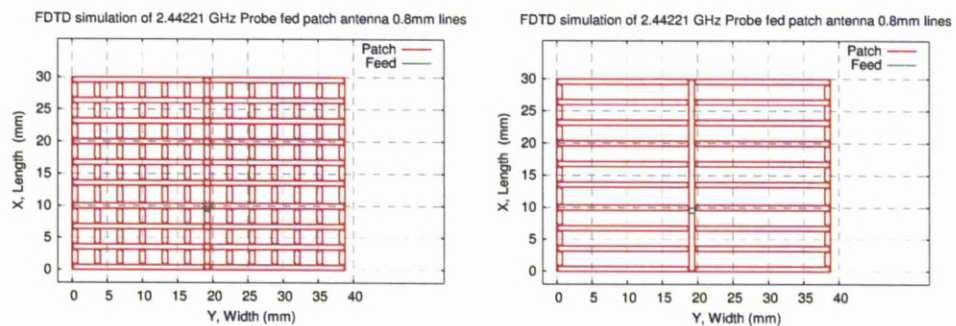 FDTD simulation of 2.44221 GHz Probe fed patch antenna 0.8mm lines
Patch
Feed
30
25
20
15
10
5
0
X, Length (mm)
0 5 10 15 20 25 30 35 40
Y, Width (mm)
FDTD simulation of 2.44221 GHz Probe fed patch antenna 0.8mm lines
Patch
Feed
30
25
20
15
10
5
0
X, Length (mm)
0 5 10 15 20 25 30 35 40
Y, Width (mm)